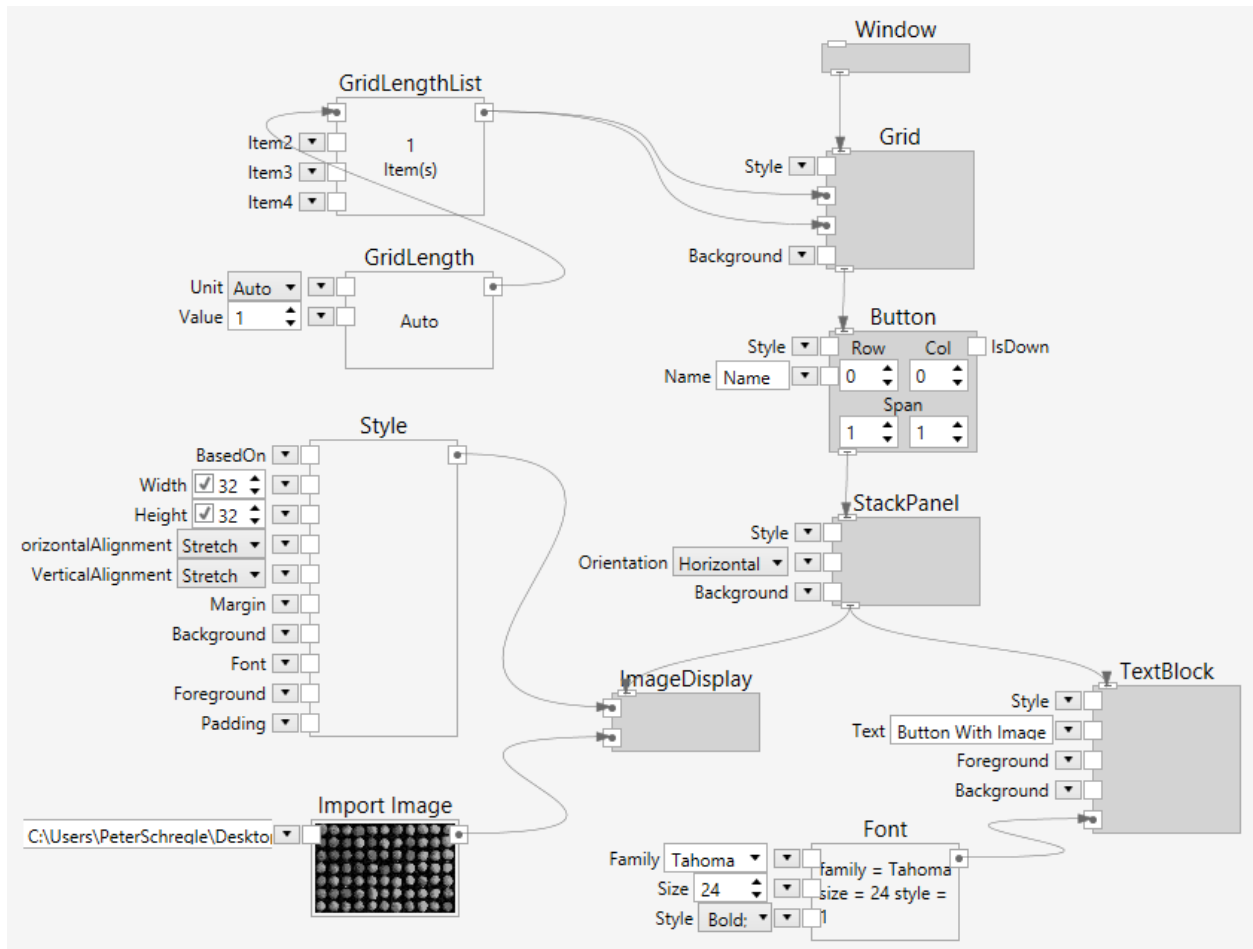 Window
GridLengthList
Item2
Item3
Item4
1
Item(s)
Grid
Style
Background
GridLength
Unit Auto
Value 1
Auto
Button
Style
Name Name
Row Col
0 0
Span
1 1
IsDown
Style
BasedOn
Width 32
Height 32
orizontalAlignment Stretch
VerticalAlignment Stretch
Margin
Background
Font
Foreground
Padding
StackPanel
Style
Orientation Horizontal
Background
ImageDisplay
TextBlock
Style
Text Button With Image
Foreground
Background
Import Image
C:\Users\PeterSchregle\Desktop
Font
Family Tahoma
Size 24
Style Bold;
family = Tahoma
size = 24 style =
1